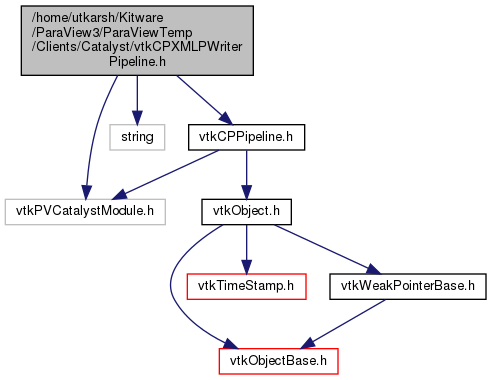 /home/utkarsh/Kitware
/ParaView3/ParaViewTemp
/Clients/Catalyst/vtkCPXMLPWriter
Pipeline.h
string
vtkCPPipeline.h
vtkPVCatalystModule.h
vtkObject.h
vtkTimeStamp.h
vtkWeakPointerBase.h
vtkObjectBase.h